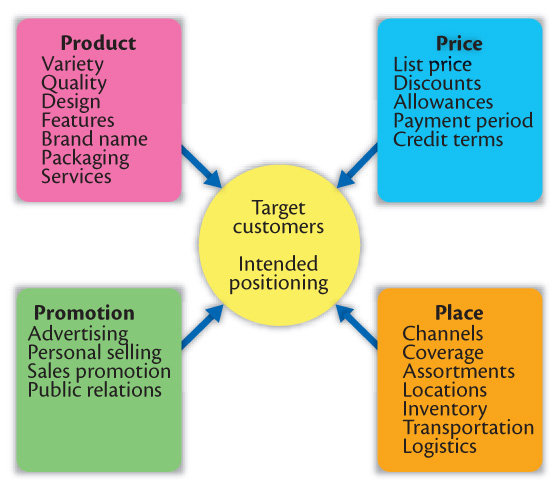 Product
Variety
Quality
Design
Features
Brand name
Packaging
Services
Price
List price
Discounts
Allowances
Payment period
Credit terms
Target
customers
Intended
positioning
Promotion
Advertising
Personal selling
Sales promotion
Public relations
Place
Channels
Coverage
Assortments
Locations
Inventory
Transportation
Logistics